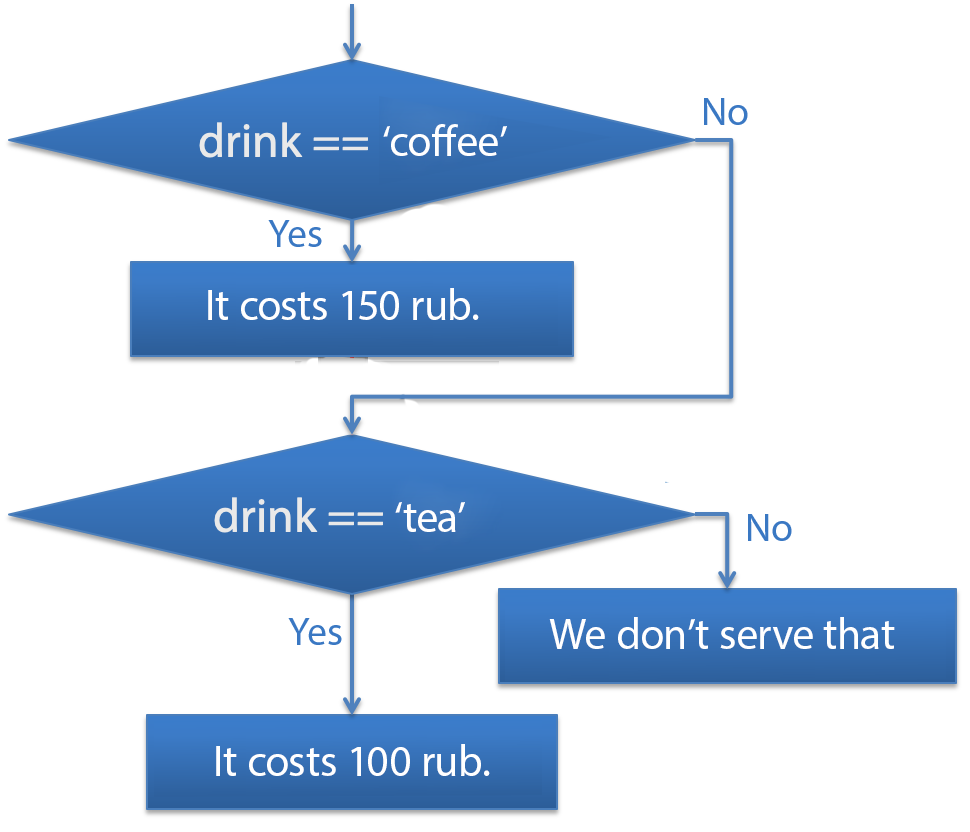 drink == ‘coffee’
No
Yes
It costs 150 rub.
drink == ‘tea’
No
Yes
We don’t serve that
It costs 100 rub.